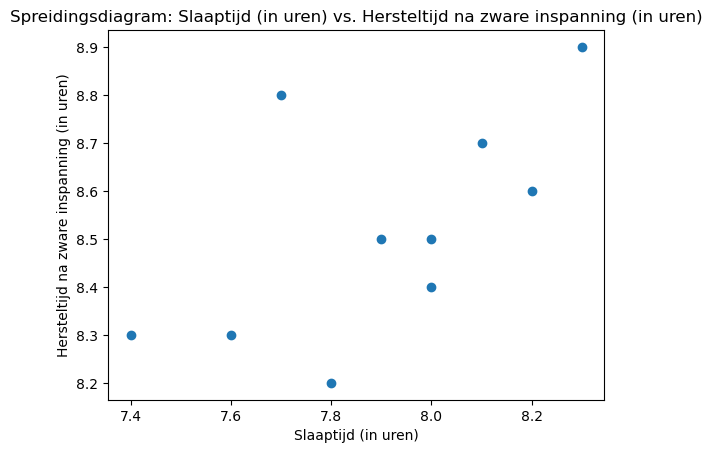 Spreidingsdiagram: Slaaptijd (in uren) vs. Hersteltijd na zware inspanning (in uren)
Hersteltijd na zware inspanning (in uren)
8.9
8.8
8.7
8.6
8.5
8.4
8.3
8.2
7.4 7.6 7.8 8.0 8.2
Slaaptijd (in uren)